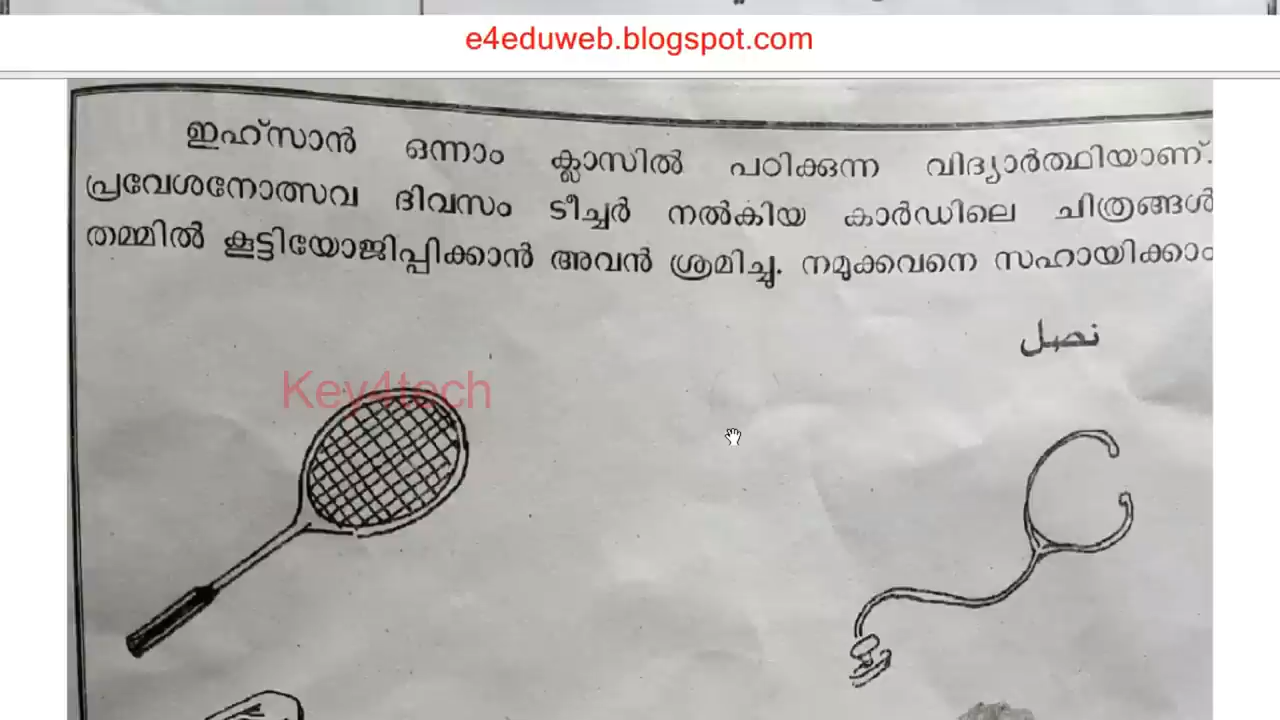 e4eduweb.blogspot.com
ഇഹ്സാൻ ഒന്നാം ക്ലാസിൽ പഠിക്കുന്ന വിദ്യാർത്ഥിയാണ്.
പ്രവേശനോത്സവ ദിവസം ടീച്ചർ നൽകിയ കാർഡിലെ ചിത്രങ്ങൾ
തമ്മിൽ കൂട്ടിയോജിപ്പിക്കാൻ അവൻ ശ്രമിച്ചു. നമുക്കവനെ സഹായിക്കാം
نصل
Key4tech